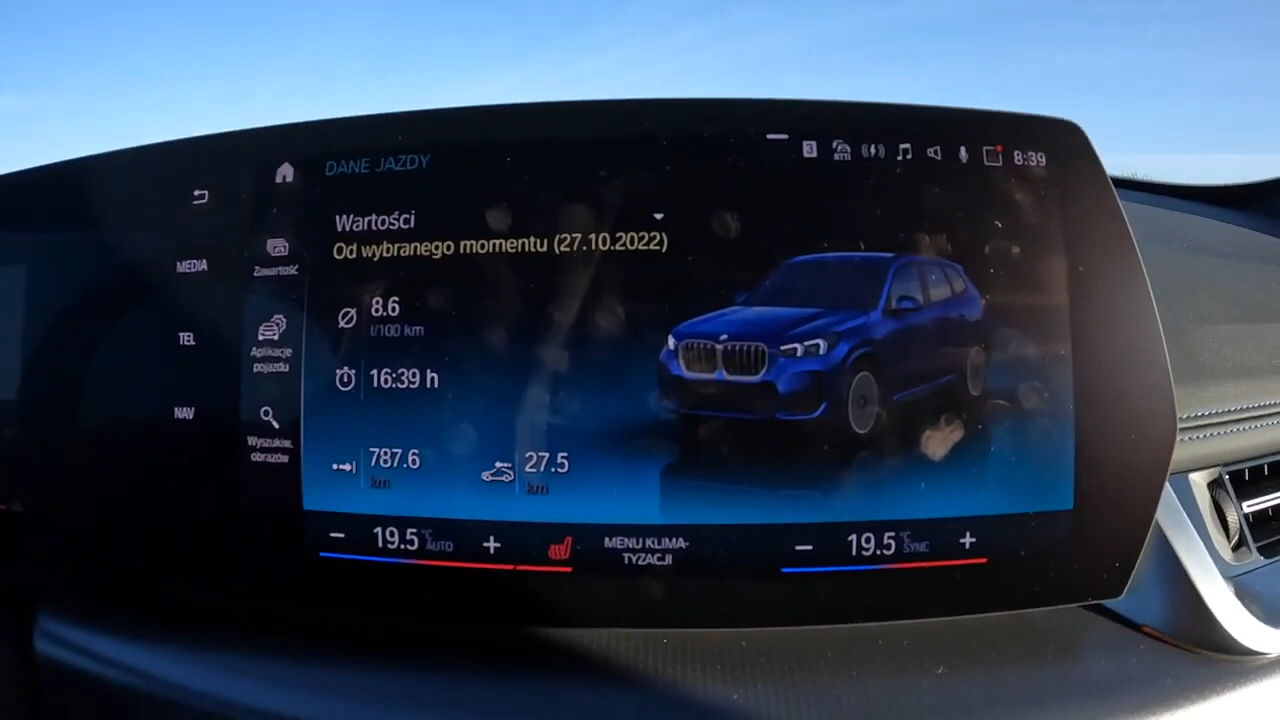 DANE JAZDY
3
RTTI
8:39
Wartości
Od wybranego momentu (27.10.2022)
MEDIA
TEL
NAV
Zawartość
Aplikacje
pojazdu
Wyszukiw.
obrazów
8.6
l/100 km
16:39 h
787.6
km
27.5
km
− 19.5 °C AUTO +
MENU KLIMA-
TYZACJI
− 19.5 °C SYNC +